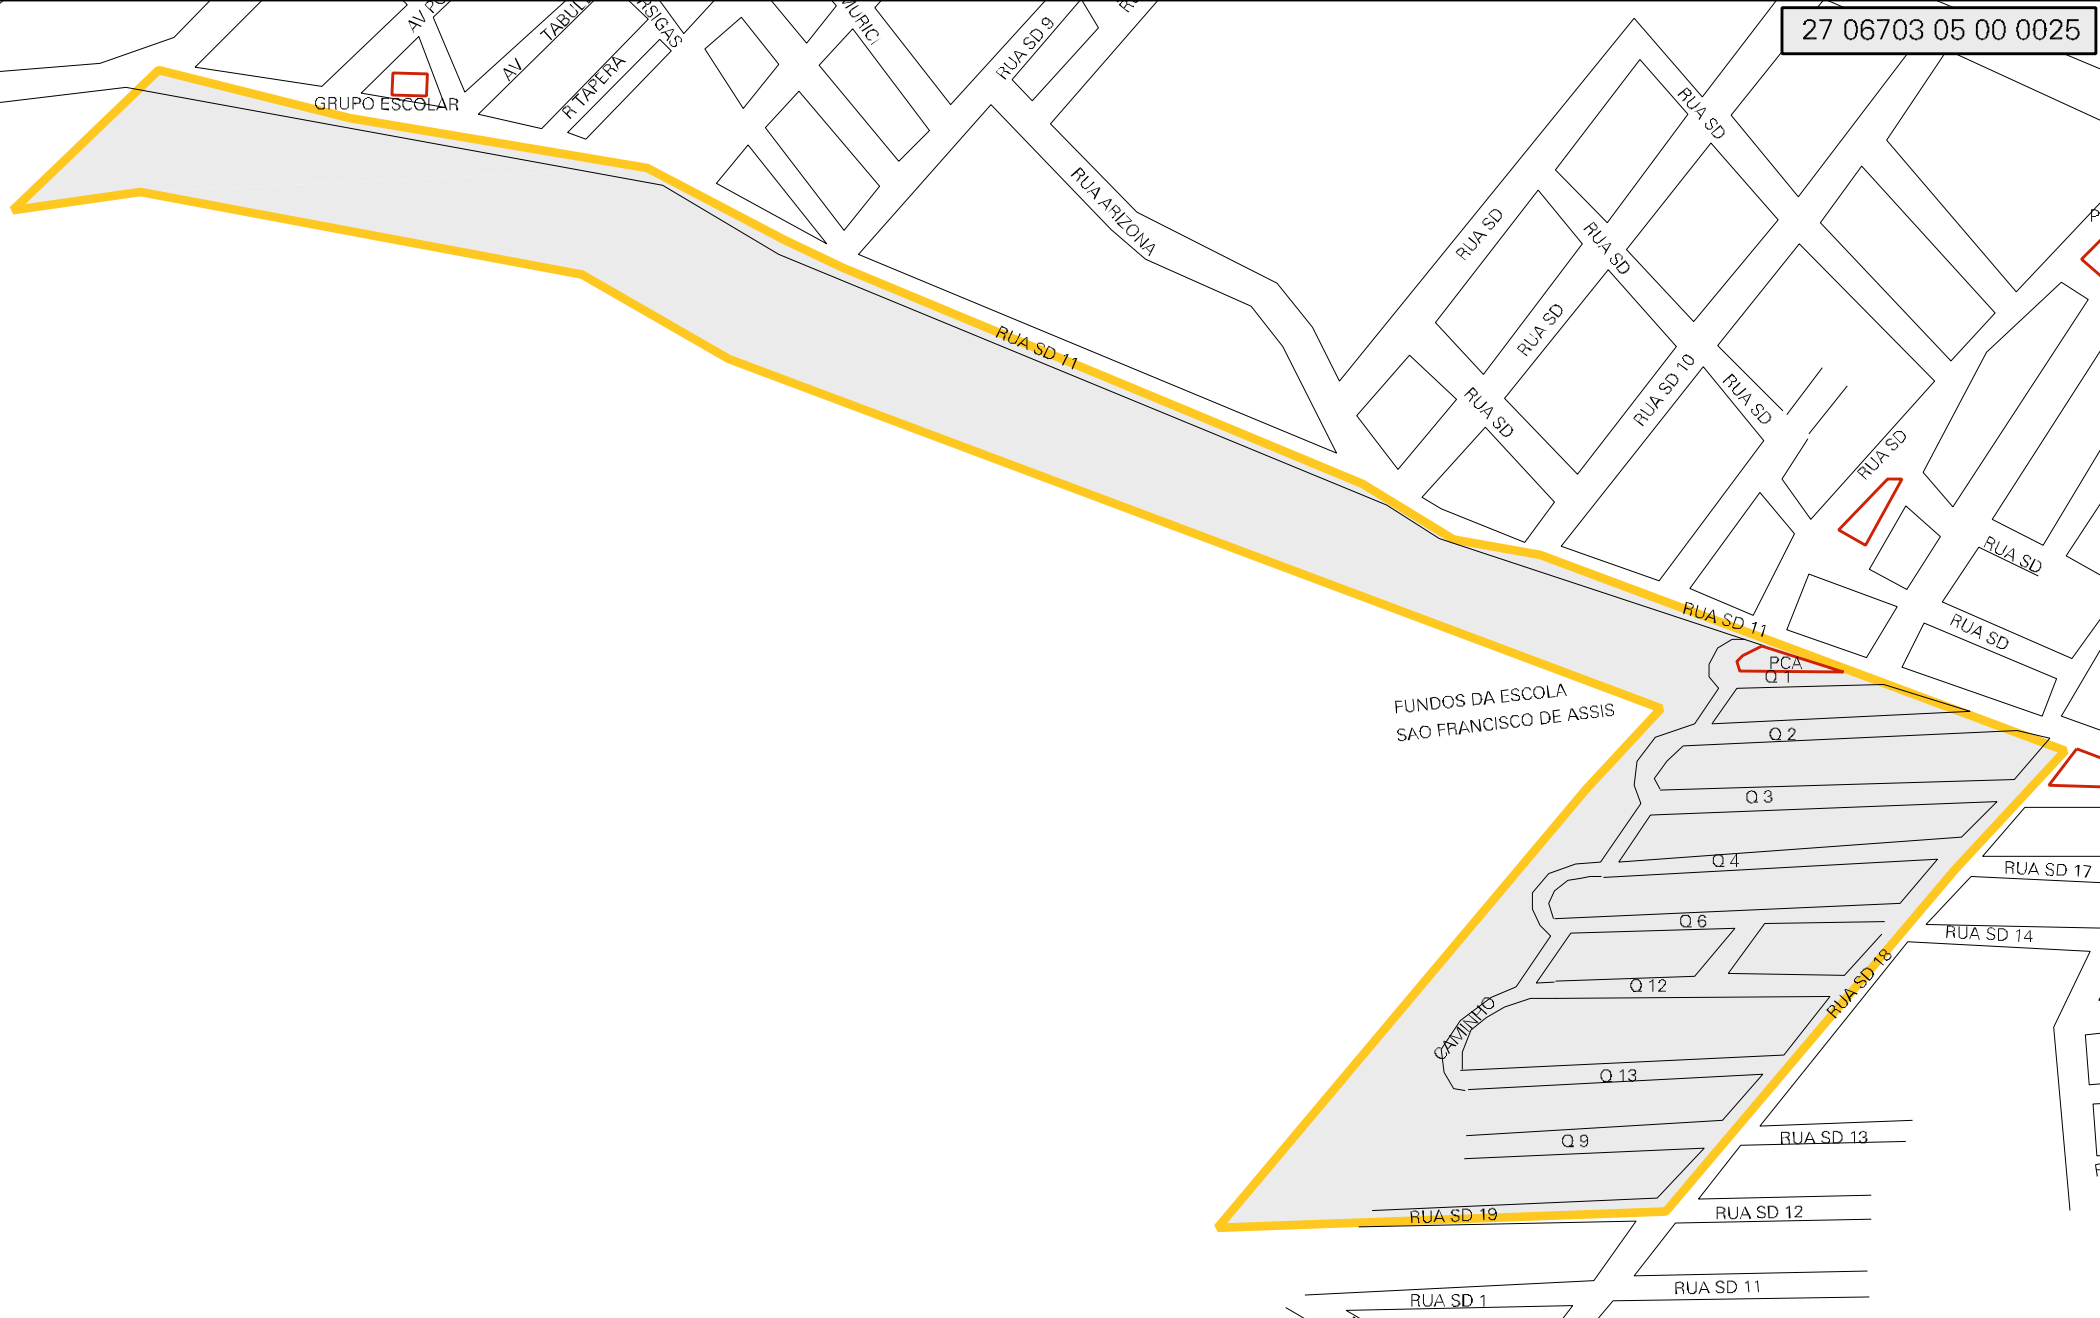 27 06703 05 00 0025
AV
TABUL
R TAPERA
GRUPO ESCOLAR
MURICI
RUA SD 9
RUA ARIZONA
RUA SD
RUA SD
RUA SD
RUA SD
RUA SD 11
RUA SD
RUA SD 10
RUA SD
RUA SD
RUA SD
RUA SD
RUA SD 11
PCA
Q 1
FUNDOS DA ESCOLA
SAO FRANCISCO DE ASSIS
Q 2
Q 3
Q 4
RUA SD 17
Q 6
RUA SD 14
RUA SD 18
Q 12
CAMINHO
Q 13
Q 9
RUA SD 13
RUA SD 19
RUA SD 12
RUA SD 11
RUA SD 1